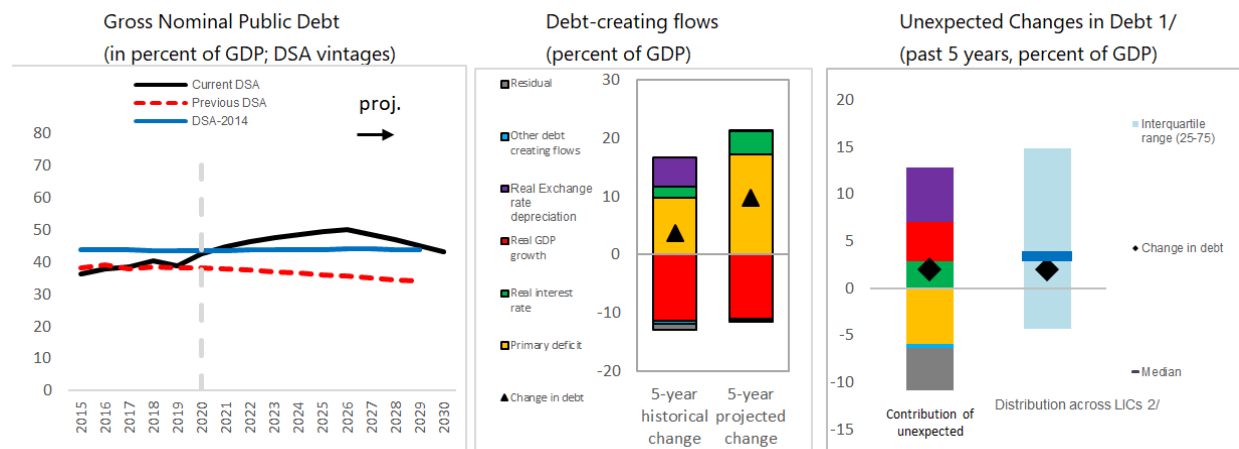 Gross Nominal Public Debt
(in percent of GDP; DSA vintages)
Current DSA
Previous DSA
DSA-2014
proj.
80
70
60
50
40
30
20
10
0
2015
2016
2017
2018
2019
2020
2021
2022
2023
2024
2025
2026
2027
2028
2029
2030
Debt-creating flows
(percent of GDP)
Residual
Other debt
creating flows
Real Exchange
rate
depreciation
Real GDP
growth
Real interest
rate
Primary deficit
Change in debt
30
20
10
0
-10
-20
5-year
historical
change
5-year
projected
change
Unexpected Changes in Debt 1/
(past 5 years, percent of GDP)
20
15
10
5
0
-5
-10
-15
Interquartile
range (25-75)
Change in debt
Median
Contribution of
unexpected
Distribution across LICs 2/